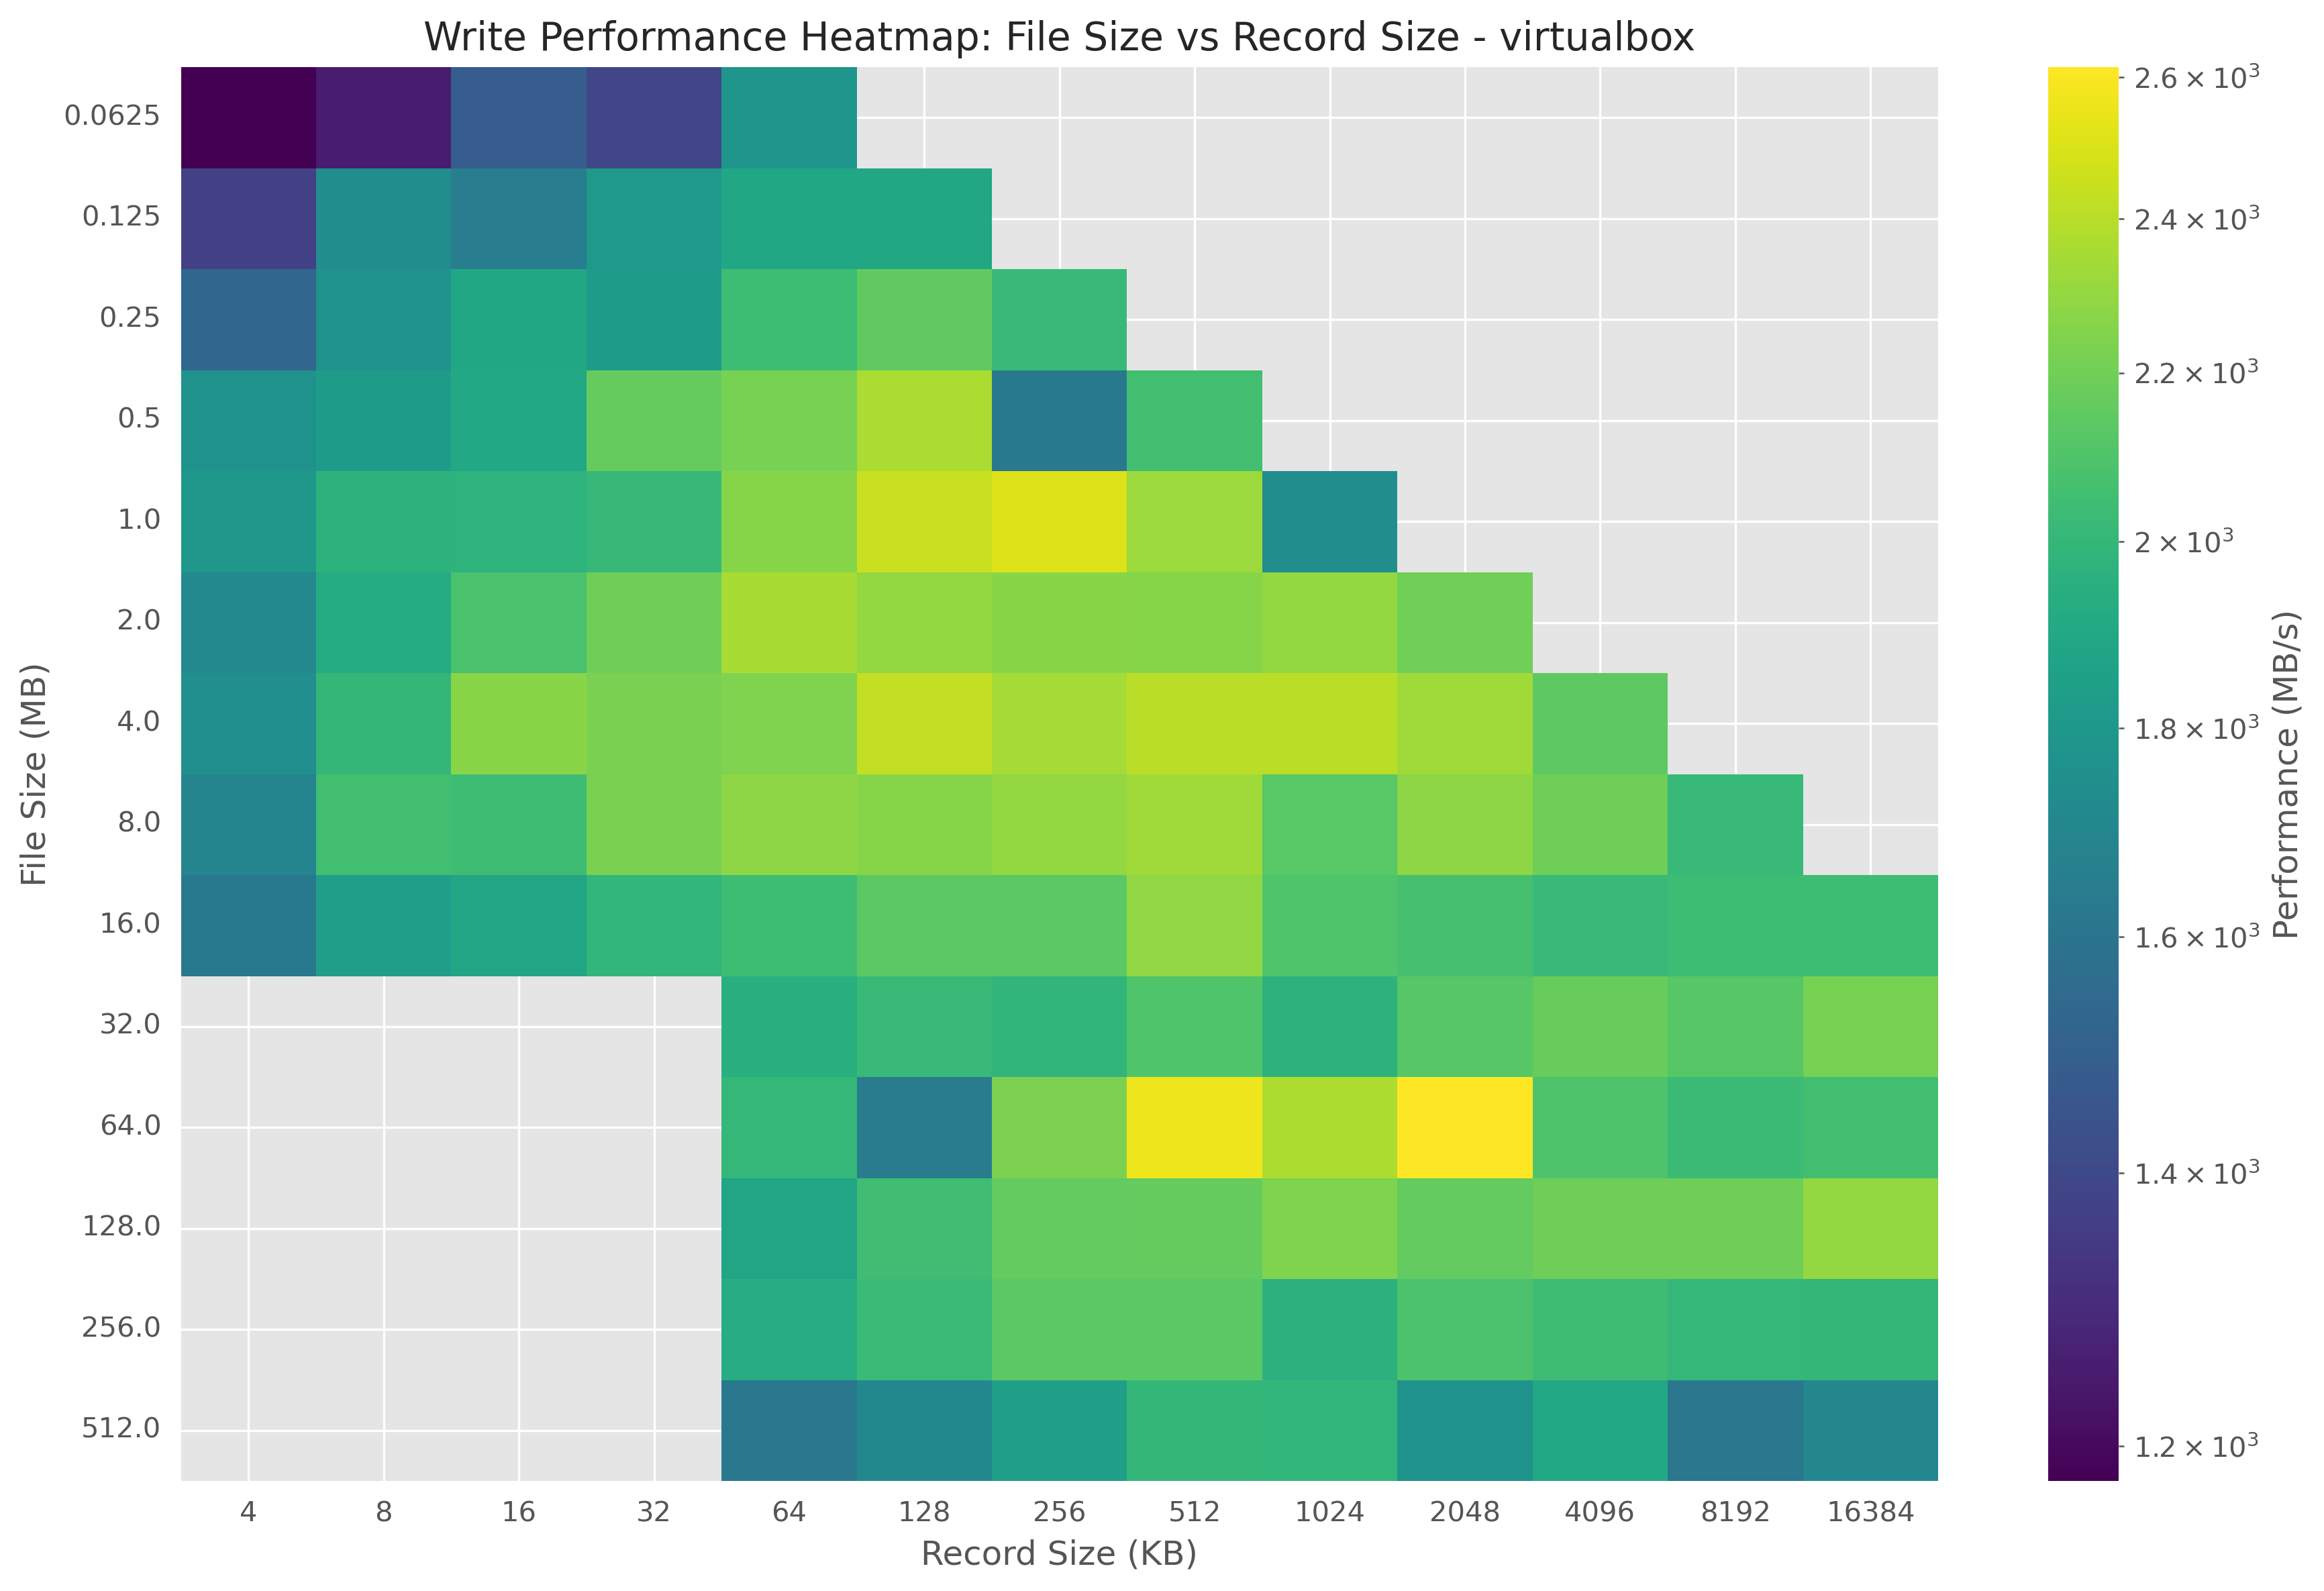 Write Performance Heatmap: File Size vs Record Size - virtualbox
File Size (MB)
0.0625
0.125
0.25
0.5
1.0
2.0
4.0
8.0
16.0
32.0
64.0
128.0
256.0
512.0
4 8 16 32 64 128 256 512 1024 2048 4096 8192 16384
Record Size (KB)
2.6 × 10³
2.4 × 10³
2.2 × 10³
2 × 10³
1.8 × 10³
1.6 × 10³
1.4 × 10³
1.2 × 10³
Performance (MB/s)